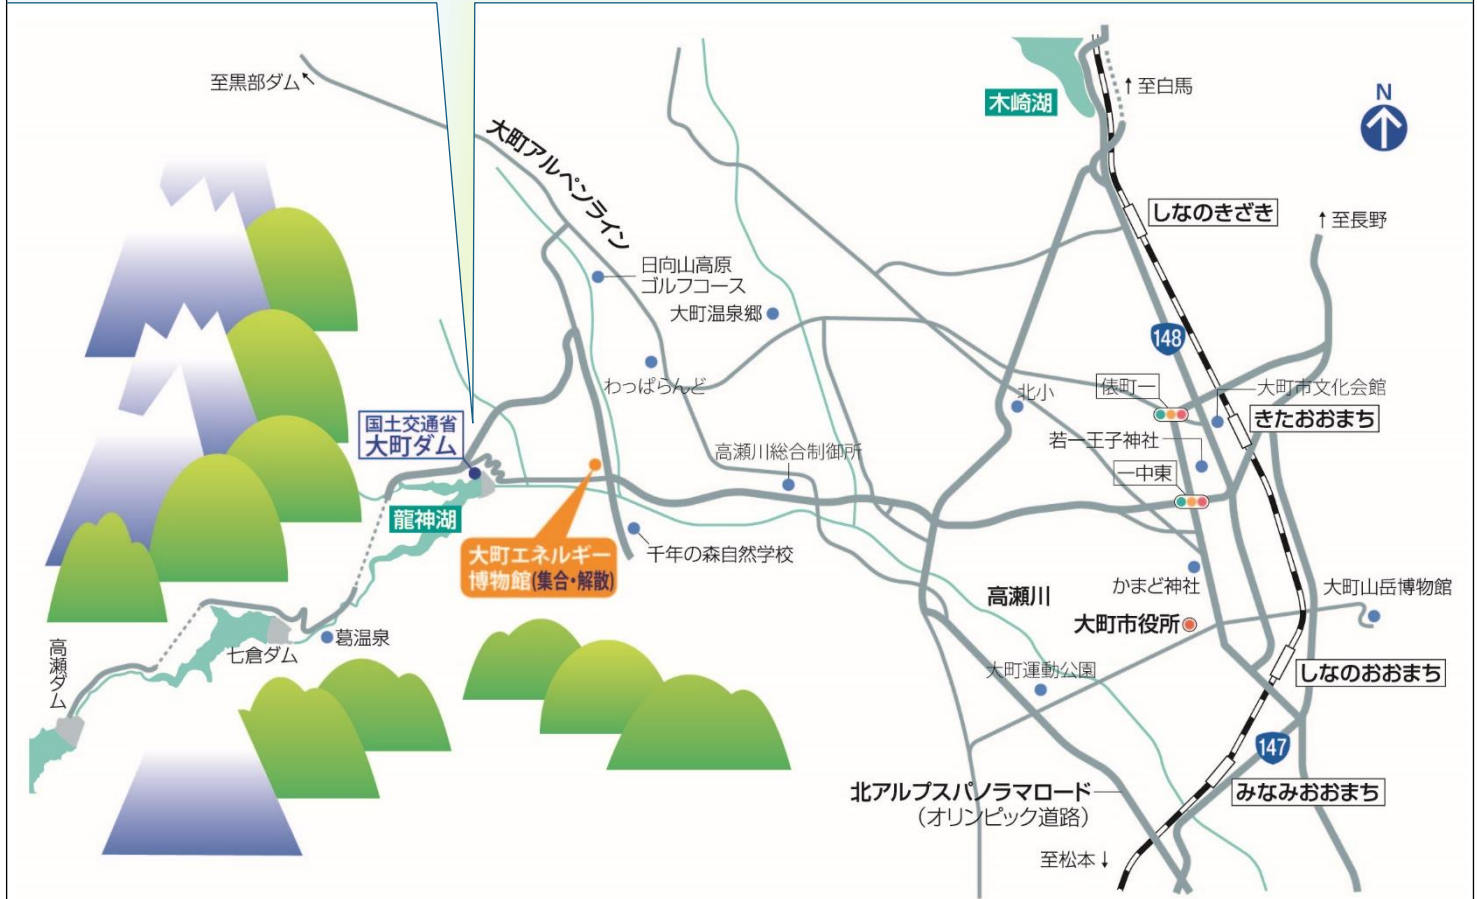 至黒部ダム
大町アルペンライン
木崎湖
↑至白馬
N
しなのきざき
↑至長野
日向山高原
ゴルフコース
大町温泉郷
148
わっぱらんど
北小
俵町一
大町市文化会館
きたおおまち
国土交通省
大町ダム
若一王子神社
高瀬川総合制御所
一中東
龍神湖
大町エネルギー
博物館(集合・解散)
千年の森自然学校
かまど神社
大町山岳博物館
高瀬川
大町市役所
葛温泉
七倉ダム
高瀬ダム
大町運動公園
しなのおおまち
147
みなみおおまち
北アルプスパノラマロード
(オリンピック道路)
至松本↓